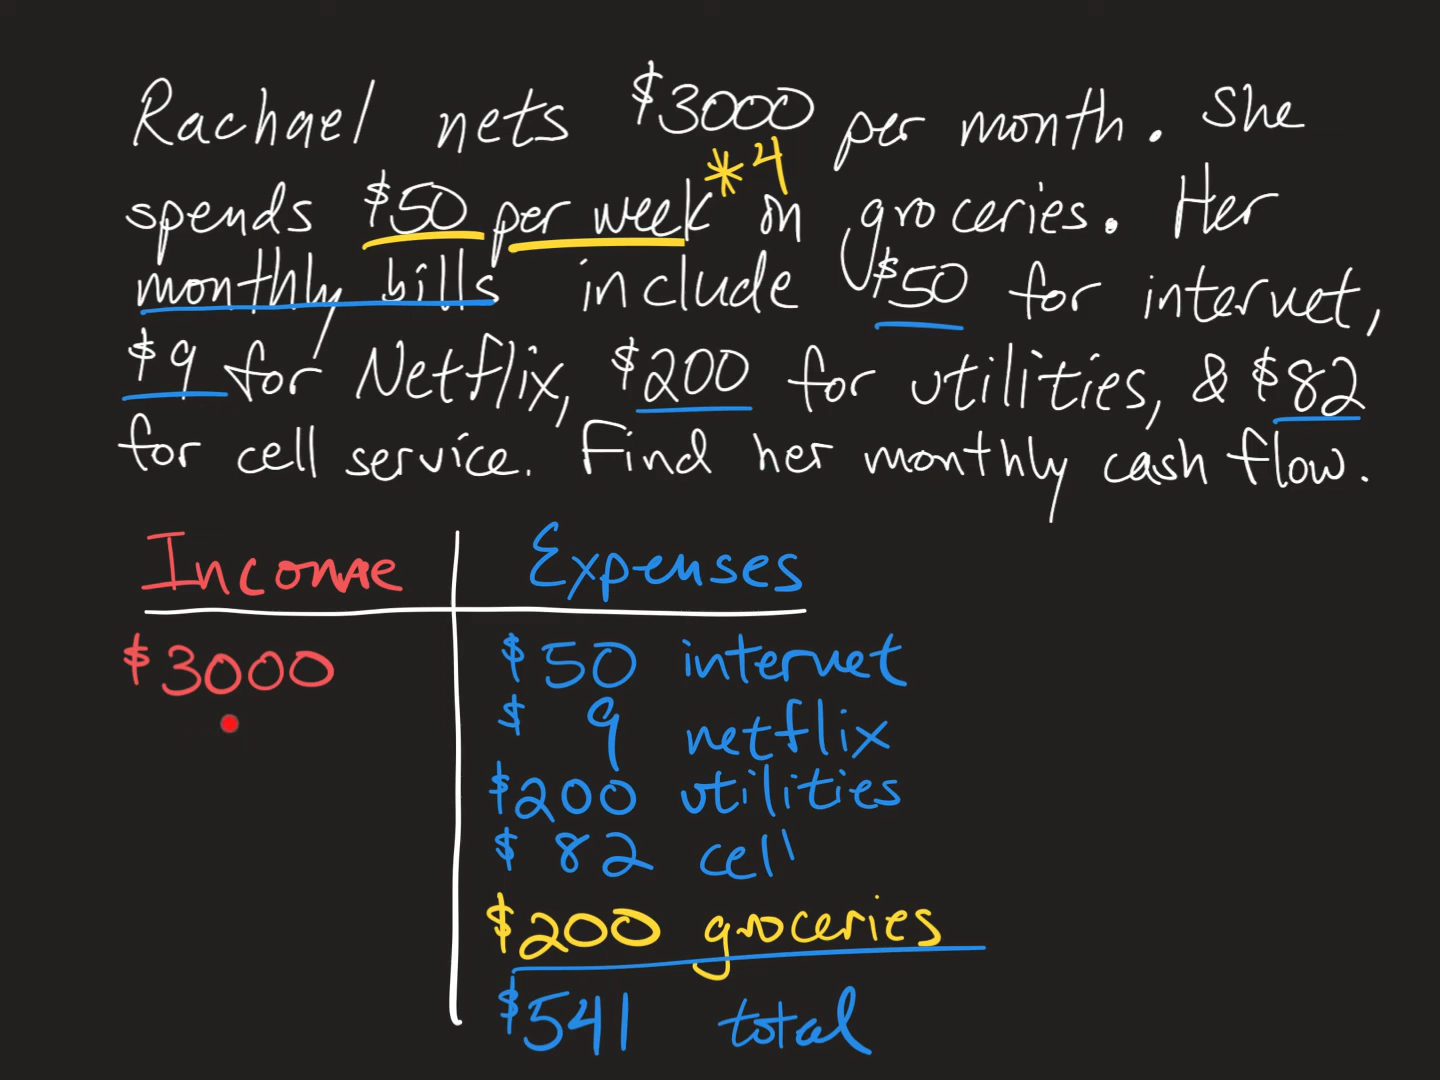 Rachael nets $3000 per month. She
*4
spends $50 per week on groceries. Her
monthly bills include $50 for internet,
$9 for Netflix, $200 for utilities, & $82
for cell service. Find her monthly cash flow.
Income Expenses
$3000 $50 internet
$ 9 netflix
$200 utilities
$ 82 cell
$200 groceries
$541 total